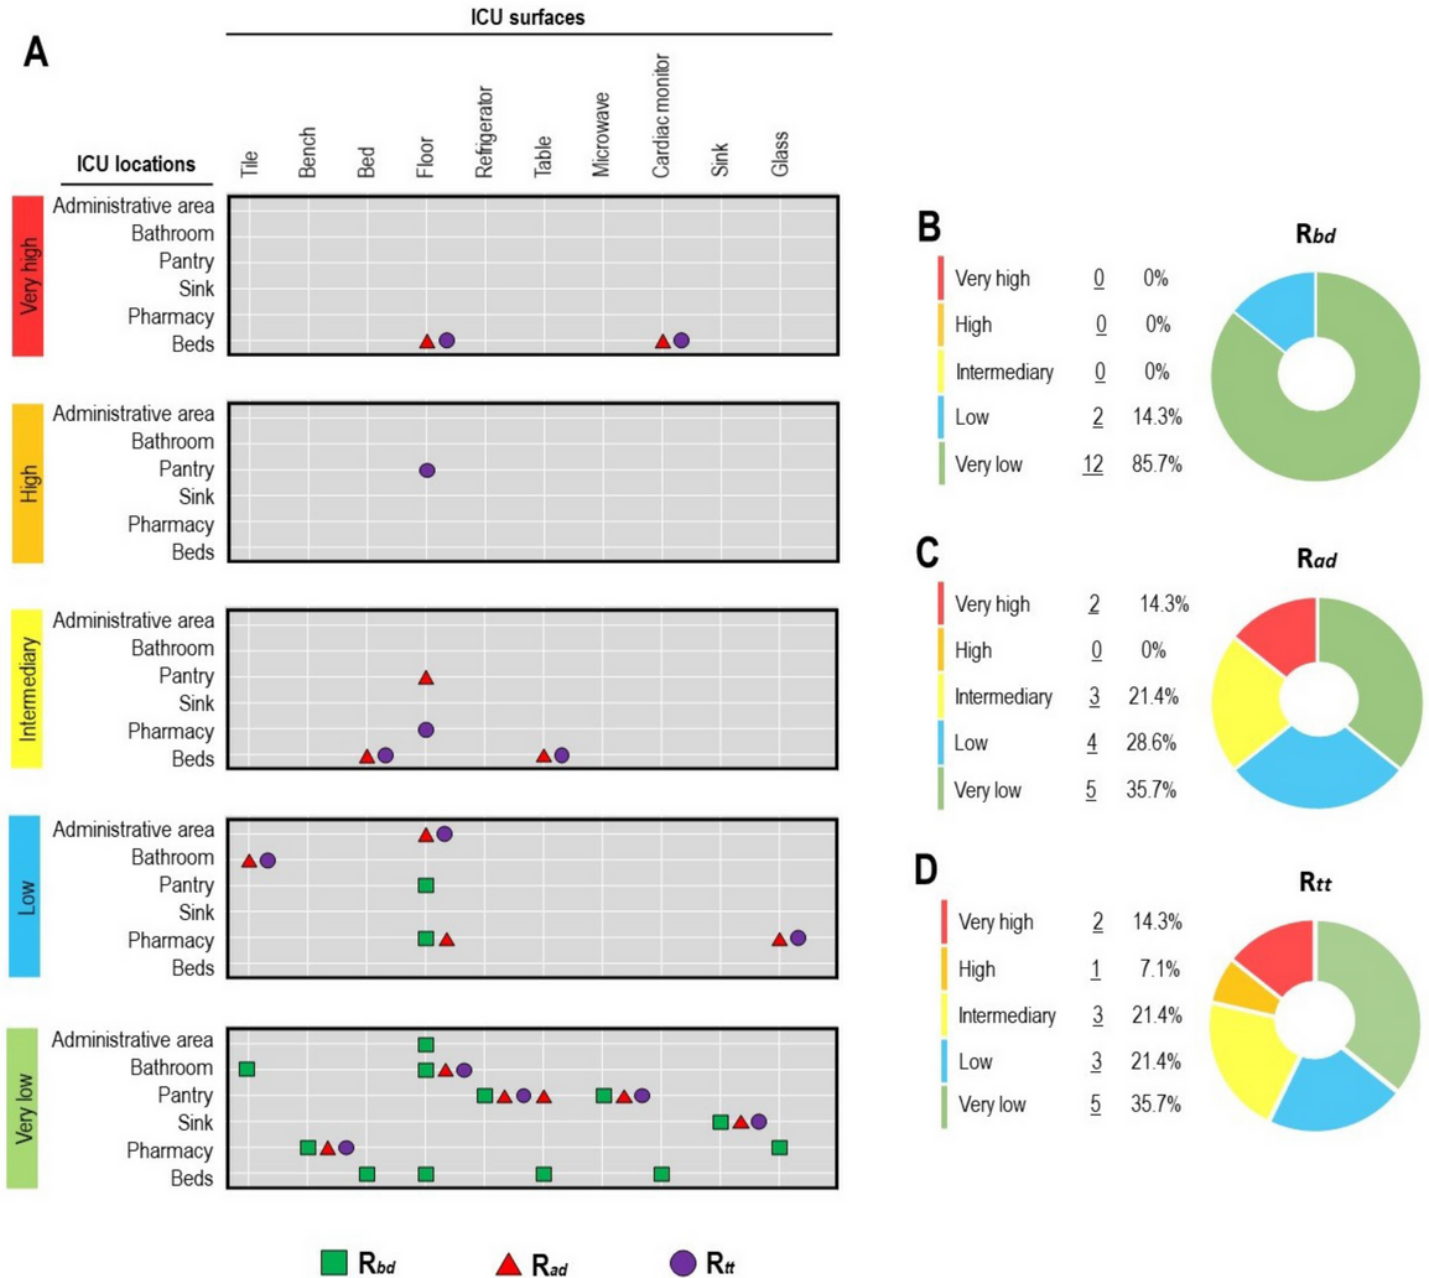 ICU surfaces
A
ICU locations
Tile
Bench
Bed
Floor
Refrigerator
Table
Microwave
Cardiac monitor
Sink
Glass
Very high
Administrative area
Bathroom
Pantry
Sink
Pharmacy
Beds
High
Administrative area
Bathroom
Pantry
Sink
Pharmacy
Beds
Intermediary
Administrative area
Bathroom
Pantry
Sink
Pharmacy
Beds
Low
Administrative area
Bathroom
Pantry
Sink
Pharmacy
Beds
Very low
Administrative area
Bathroom
Pantry
Sink
Pharmacy
Beds
Rbd Rad Rtt
B
Rbd
Very high 0 0%
High 0 0%
Intermediary 0 0%
Low 2 14.3%
Very low 12 85.7%
C
Rad
Very high 2 14.3%
High 0 0%
Intermediary 3 21.4%
Low 4 28.6%
Very low 5 35.7%
D
Rtt
Very high 2 14.3%
High 1 7.1%
Intermediary 3 21.4%
Low 3 21.4%
Very low 5 35.7%